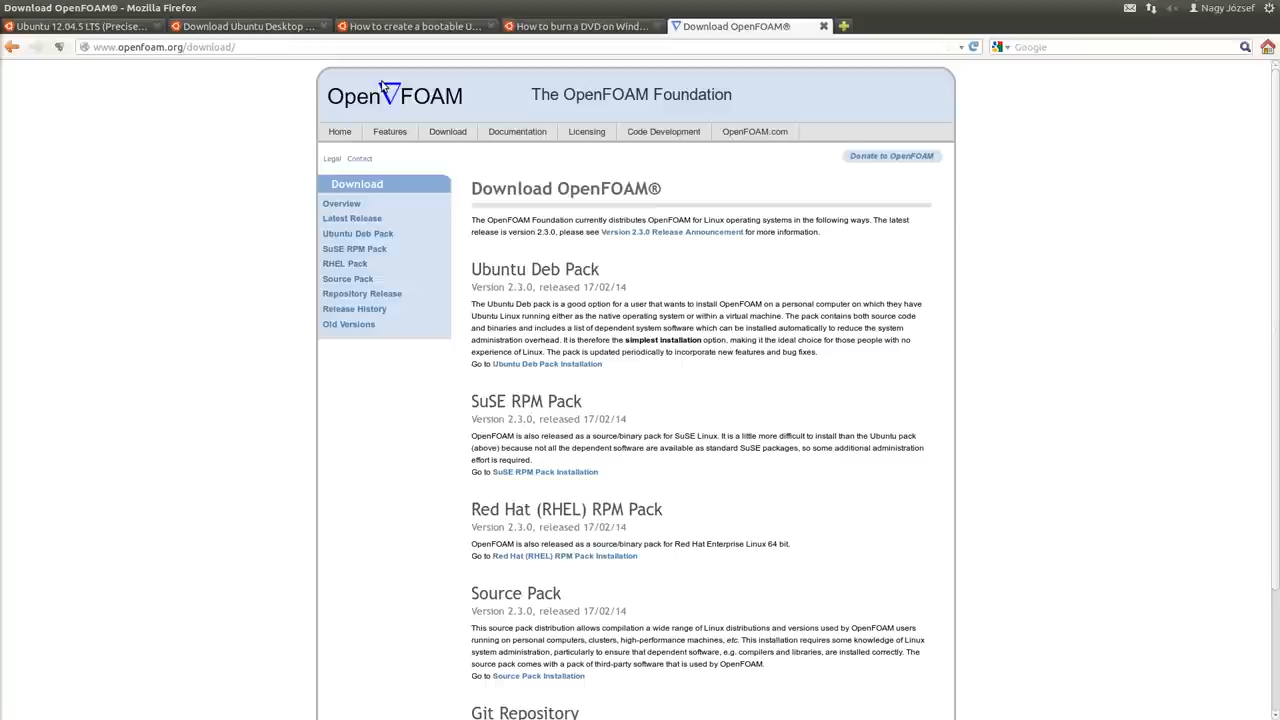 Download OpenFOAM® - Mozilla Firefox
Nagy József
Ubuntu 12.04.5 LTS (Precise...
Download Ubuntu Desktop ...
How to create a bootable U...
How to burn a DVD on Wind...
Download OpenFOAM®
www.openfoam.org/download/
Google
Open∇FOAM
The OpenFOAM Foundation
Home Features Download Documentation Licensing Code Development OpenFOAM.com
Legal Contact
Donate to OpenFOAM
Download
Overview
Latest Release
Ubuntu Deb Pack
SuSE RPM Pack
RHEL Pack
Source Pack
Repository Release
Release History
Old Versions
Download OpenFOAM®
The OpenFOAM Foundation currently distributes OpenFOAM for Linux operating systems in the following ways. The latest
release is version 2.3.0, please see Version 2.3.0 Release Announcement for more information.
Ubuntu Deb Pack
Version 2.3.0, released 17/02/14
The Ubuntu Deb pack is a good option for a user that wants to install OpenFOAM on a personal computer on which they have
Ubuntu Linux running either as the native operating system or within a virtual machine. The pack contains both source code
and binaries and includes a list of dependent system software which can be installed automatically to reduce the system
administration overhead. It is therefore the simplest installation option, making it the ideal choice for those people with no
experience of Linux. The pack is updated periodically to incorporate new features and bug fixes.
Go to Ubuntu Deb Pack Installation
SuSE RPM Pack
Version 2.3.0, released 17/02/14
OpenFOAM is also released as a source/binary pack for SuSE Linux. It is a little more difficult to install than the Ubuntu pack
(above) because not all the dependent software are available as standard SuSE packages, so some additional administration
effort is required.
Go to SuSE RPM Pack Installation
Red Hat (RHEL) RPM Pack
Version 2.3.0, released 17/02/14
OpenFOAM is also released as a source/binary pack for Red Hat Enterprise Linux 64 bit.
Go to Red Hat (RHEL) RPM Pack Installation
Source Pack
Version 2.3.0, released 17/02/14
This source pack distribution allows compilation a wide range of Linux distributions and versions used by OpenFOAM users
running on personal computers, clusters, high-performance machines, etc. This installation requires some knowledge of Linux
system administration, particularly to ensure that dependent software, e.g. compilers and libraries, are installed correctly. The
source pack comes with a pack of third-party software that is used by OpenFOAM.
Go to Source Pack Installation
Git Repository